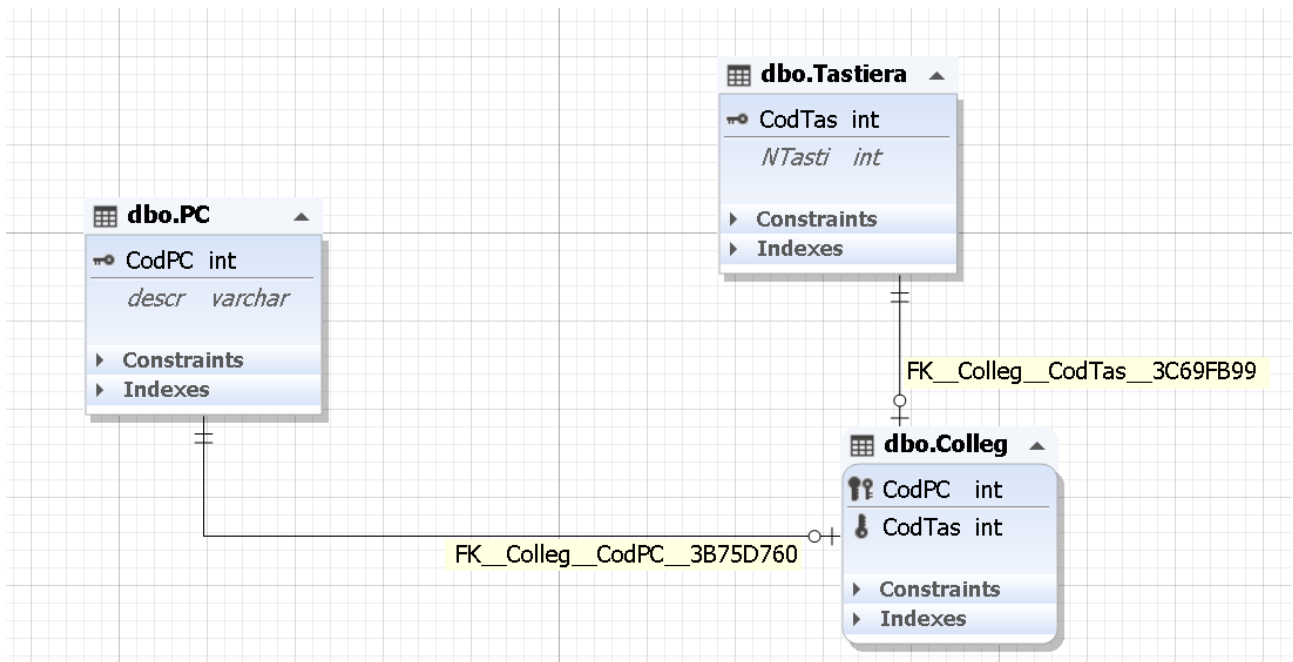 dbo.Tastiera
CodTas int
NTasti int
Constraints
Indexes
dbo.PC
CodPC int
descr varchar
Constraints
Indexes
FK__Colleg__CodTas__3C69FB99
dbo.Colleg
CodPC int
CodTas int
Constraints
Indexes
FK__Colleg__CodPC__3B75D760